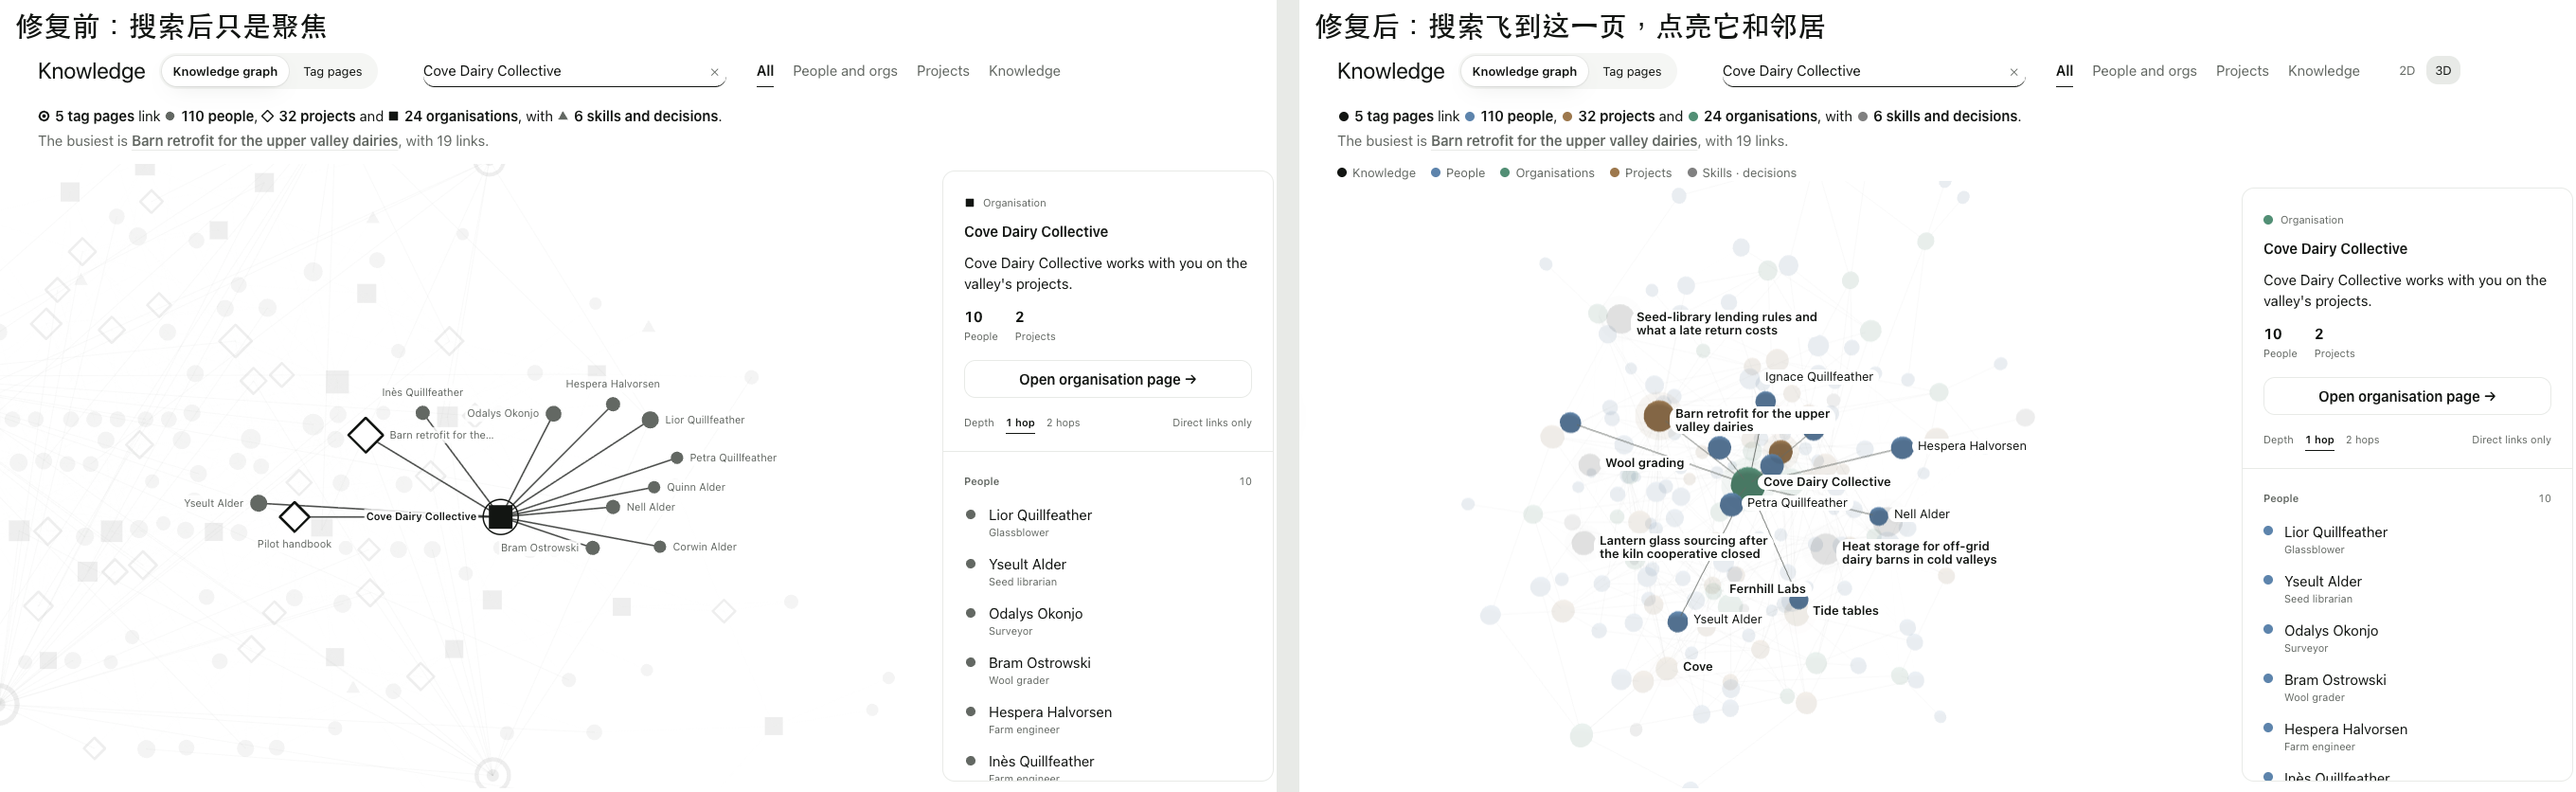 修复前：搜索后只是聚焦
Knowledge
Knowledge graph
Tag pages
Cove Dairy Collective
×
All
People and orgs
Projects
Knowledge
5 tag pages link 110 people, 32 projects and 24 organisations, with 6 skills and decisions.
The busiest is Barn retrofit for the upper valley dairies, with 19 links.
Inès Quillfeather
Hespera Halvorsen
Odalys Okonjo
Lior Quillfeather
Barn retrofit for the...
Petra Quillfeather
Quinn Alder
Yseult Alder
Nell Alder
Cove Dairy Collective
Pilot handbook
Bram Ostrowski
Corwin Alder
Organisation
Cove Dairy Collective
Cove Dairy Collective works with you on the
valley's projects.
10
2
People
Projects
Open organisation page →
Depth
1 hop
2 hops
Direct links only
People
10
Lior Quillfeather
Glassblower
Yseult Alder
Seed librarian
Odalys Okonjo
Surveyor
Bram Ostrowski
Wool grader
Hespera Halvorsen
Farm engineer
Inès Quillfeather
Farm engineer
修复后：搜索飞到这一页，点亮它和邻居
Knowledge
Knowledge graph
Tag pages
Cove Dairy Collective
×
All
People and orgs
Projects
Knowledge
2D
3D
5 tag pages link 110 people, 32 projects and 24 organisations, with 6 skills and decisions.
The busiest is Barn retrofit for the upper valley dairies, with 19 links.
Knowledge
People
Organisations
Projects
Skills · decisions
Seed-library lending rules and
what a late return costs
Ignace Quillfeather
Barn retrofit for the upper
valley dairies
Hespera Halvorsen
Wool grading
Cove Dairy Collective
Petra Quillfeather
Nell Alder
Lantern glass sourcing after
the kiln cooperative closed
Heat storage for off-grid
dairy barns in cold valleys
Fernhill Labs
Tide tables
Yseult Alder
Cove
Organisation
Cove Dairy Collective
Cove Dairy Collective works with you on the
valley's projects.
10
2
People
Projects
Open organisation page →
Depth
1 hop
2 hops
Direct links only
People
10
Lior Quillfeather
Glassblower
Yseult Alder
Seed librarian
Odalys Okonjo
Surveyor
Bram Ostrowski
Wool grader
Hespera Halvorsen
Farm engineer
Inès Quillfeather